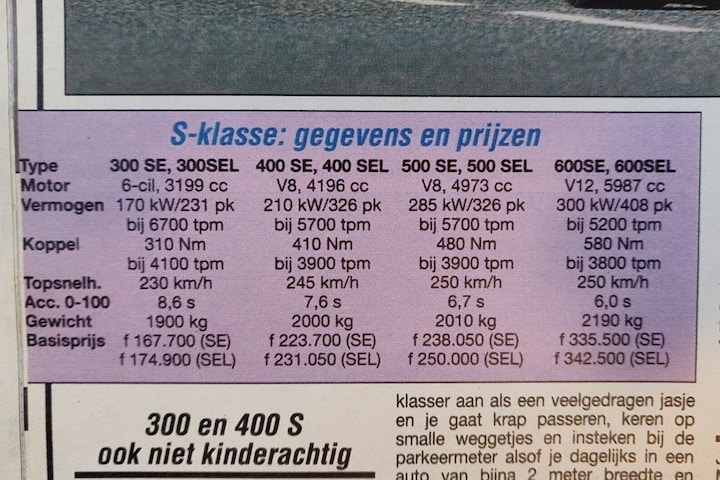 S-klasse: gegevens en prijzen
Type 300 SE, 300SEL 400 SE, 400 SEL 500 SE, 500 SEL 600SE, 600SEL
Motor 6-cil, 3199 cc V8, 4196 cc V8, 4973 cc V12, 5987 cc
Vermogen 170 kW/231 pk 210 kW/326 pk 285 kW/326 pk 300 kW/408 pk
bij 6700 tpm bij 5700 tpm bij 5700 tpm bij 5200 tpm
Koppel 310 Nm 410 Nm 480 Nm 580 Nm
bij 4100 tpm bij 3900 tpm bij 3900 tpm bij 3800 tpm
Topsnelh. 230 km/h 245 km/h 250 km/h 250 km/h
Acc. 0-100 8,6 s 7,6 s 6,7 s 6,0 s
Gewicht 1900 kg 2000 kg 2010 kg 2190 kg
Basisprijs f 167.700 (SE) f 223.700 (SE) f 238.050 (SE) f 335.500 (SE)
f 174.900 (SEL) f 231.050 (SEL) f 250.000 (SEL) f 342.500 (SEL)
300 en 400 S
ook niet kinderachtig
klasser aan als een veelgedragen jasje
en je gaat krap passeren, keren op
smalle weggetjes en insteken bij de
parkeermeter alsof je dagelijks in een
auto van bijna 2 meter breedte en